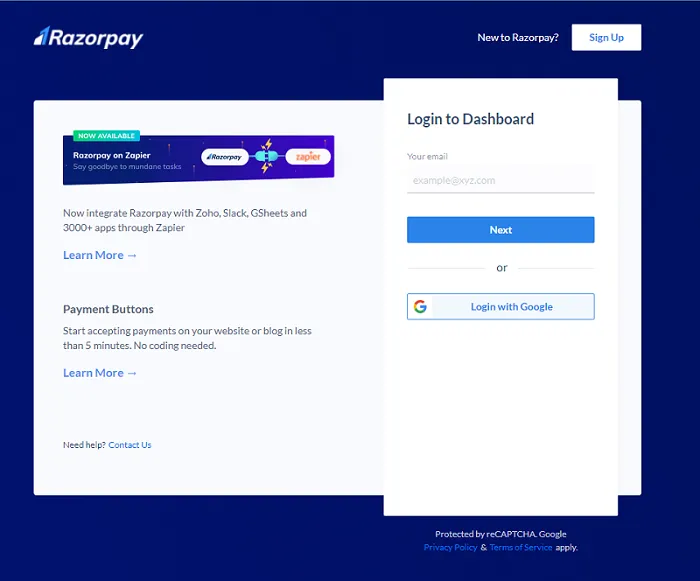 Razorpay
New to Razorpay?
Sign Up
NOW AVAILABLE
Razorpay on Zapier
Say goodbye to mundane tasks
Razorpay
zapier
Now integrate Razorpay with Zoho, Slack, GSheets and
3000+ apps through Zapier
Learn More →
Payment Buttons
Start accepting payments on your website or blog in less
than 5 minutes. No coding needed.
Learn More →
Need help? Contact Us
Login to Dashboard
Your email
example@xyz.com
Next
or
Login with Google
Protected by reCAPTCHA. Google
Privacy Policy & Terms of Service apply.